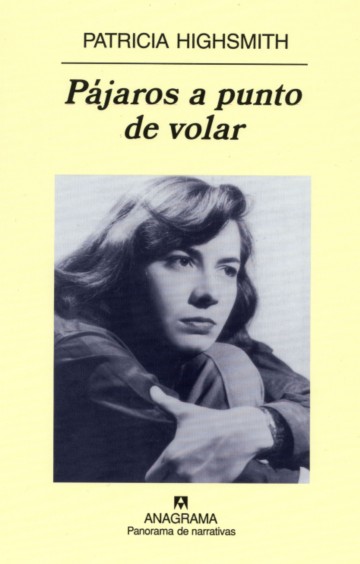 PATRICIA HIGHSMITH
Pájaros a punto
de volar
ANAGRAMA
Panorama de narrativas